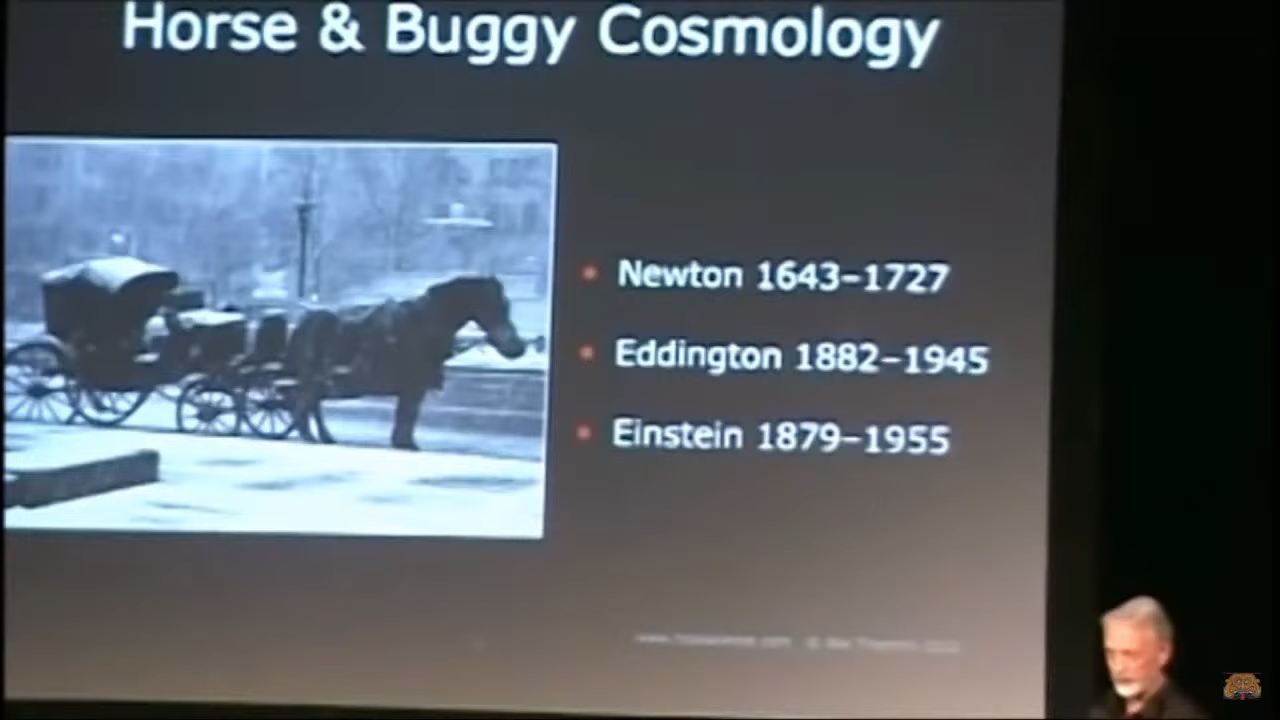 Horse & Buggy Cosmology
Newton 1643–1727
Eddington 1882–1945
Einstein 1879–1955